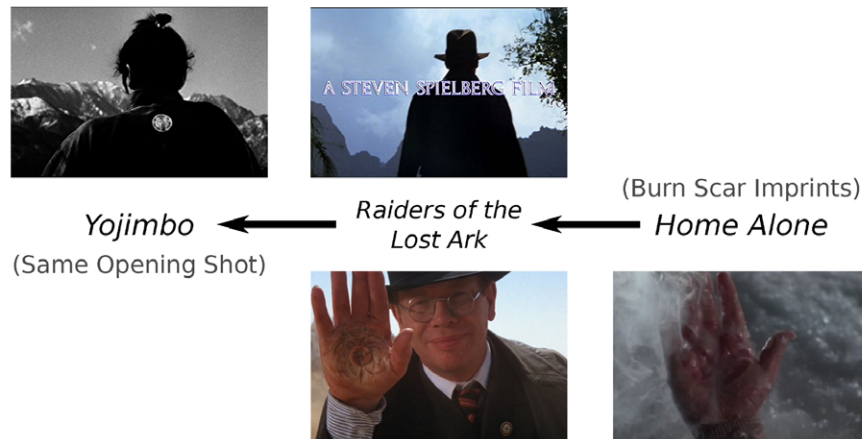 A STEVEN SPIELBERG FILM
(Burn Scar Imprints)
Yojimbo
Raiders of the
Lost Ark
Home Alone
(Same Opening Shot)